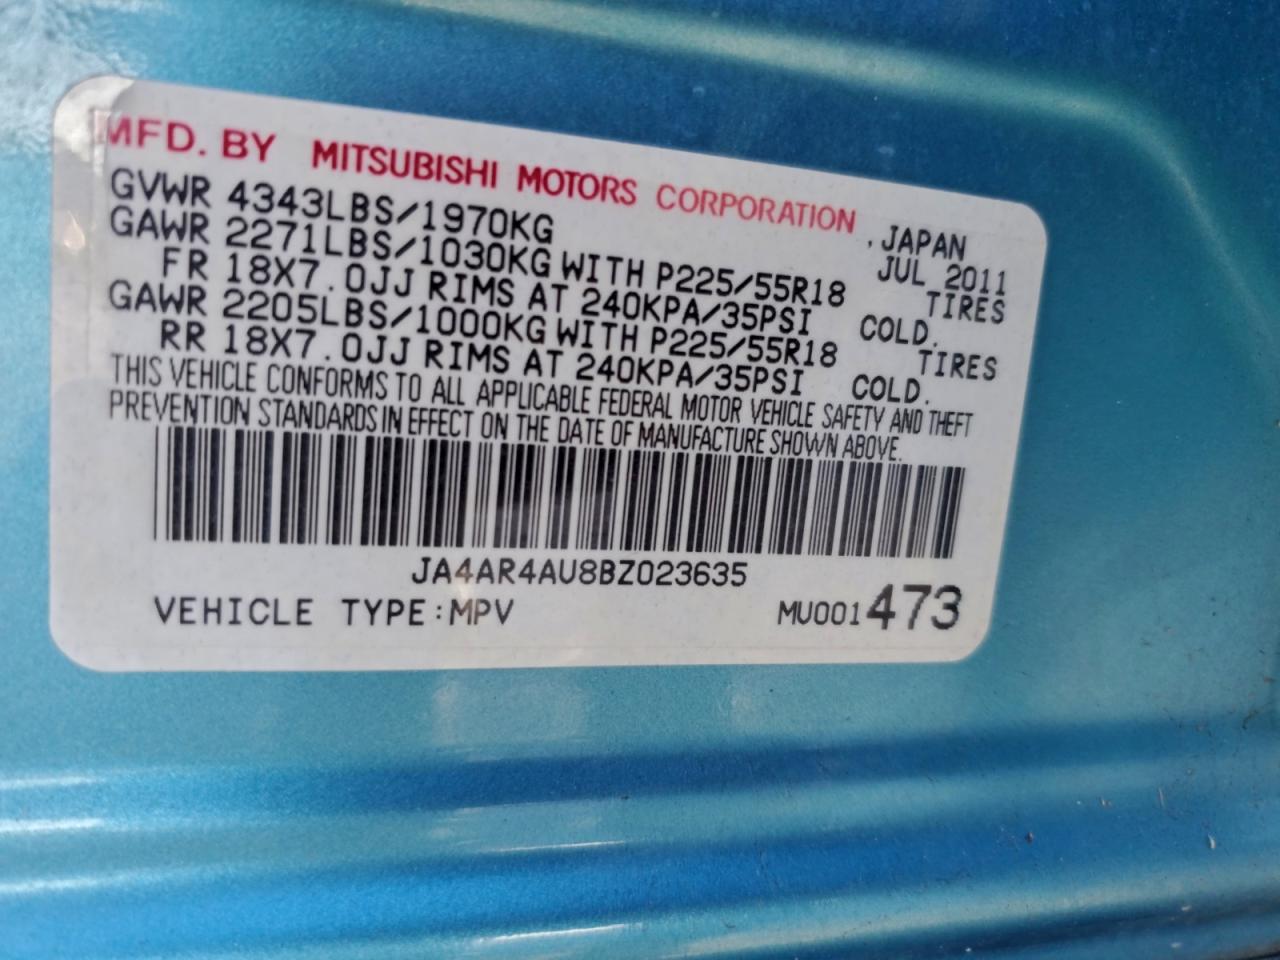 MFD. BY MITSUBISHI MOTORS CORPORATION, JAPAN
GVWR 4343LBS/1970KG JUL 2011
GAWR 2271LBS/1030KG WITH P225/55R18 TIRES
FR 18X7.0JJ RIMS AT 240KPA/35PSI COLD.
GAWR 2205LBS/1000KG WITH P225/55R18 TIRES
RR 18X7.0JJ RIMS AT 240KPA/35PSI COLD.
THIS VEHICLE CONFORMS TO ALL APPLICABLE FEDERAL MOTOR VEHICLE SAFETY AND THEFT
PREVENTION STANDARDS IN EFFECT ON THE DATE OF MANUFACTURE SHOWN ABOVE.
JA4AR4AU8BZ023635
VEHICLE TYPE:MPV MU001473